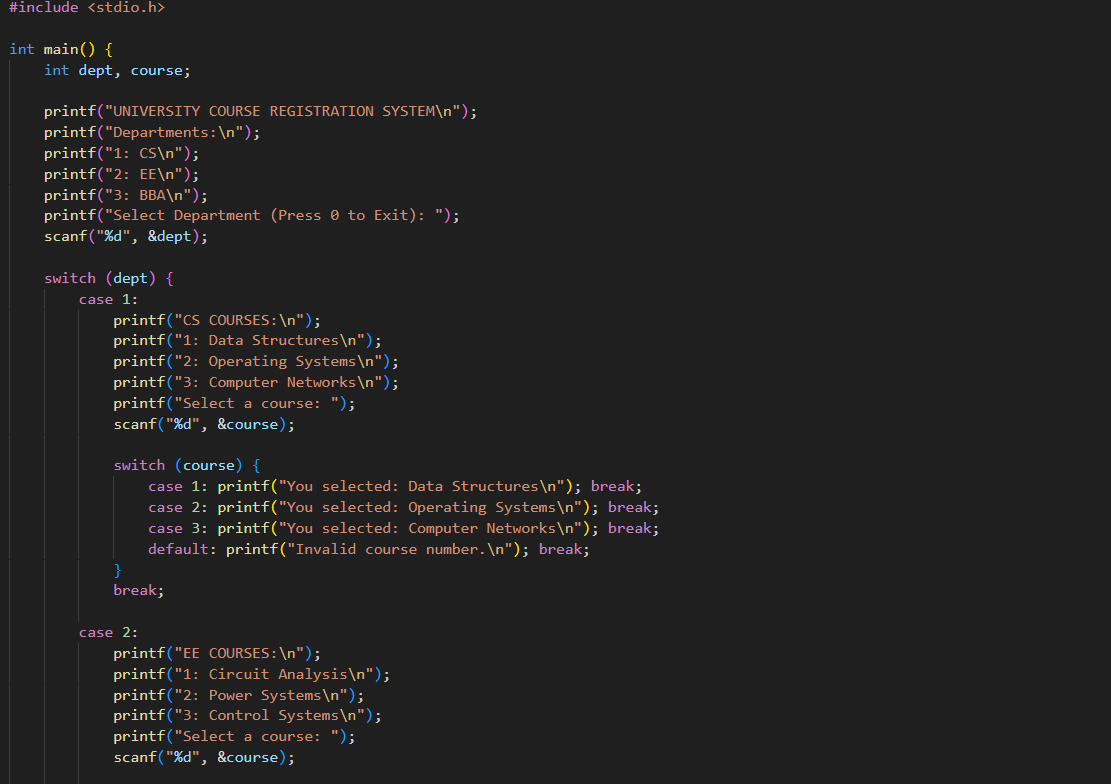 #include <stdio.h>
int main() {
int dept, course;
printf("UNIVERSITY COURSE REGISTRATION SYSTEM\n");
printf("Departments:\n");
printf("1: CS\n");
printf("2: EE\n");
printf("3: BBA\n");
printf("Select Department (Press 0 to Exit): ");
scanf("%d", &dept);
switch (dept) {
case 1:
printf("CS COURSES:\n");
printf("1: Data Structures\n");
printf("2: Operating Systems\n");
printf("3: Computer Networks\n");
printf("Select a course: ");
scanf("%d", &course);
switch (course) {
case 1: printf("You selected: Data Structures\n"); break;
case 2: printf("You selected: Operating Systems\n"); break;
case 3: printf("You selected: Computer Networks\n"); break;
default: printf("Invalid course number.\n"); break;
}
break;
case 2:
printf("EE COURSES:\n");
printf("1: Circuit Analysis\n");
printf("2: Power Systems\n");
printf("3: Control Systems\n");
printf("Select a course: ");
scanf("%d", &course);